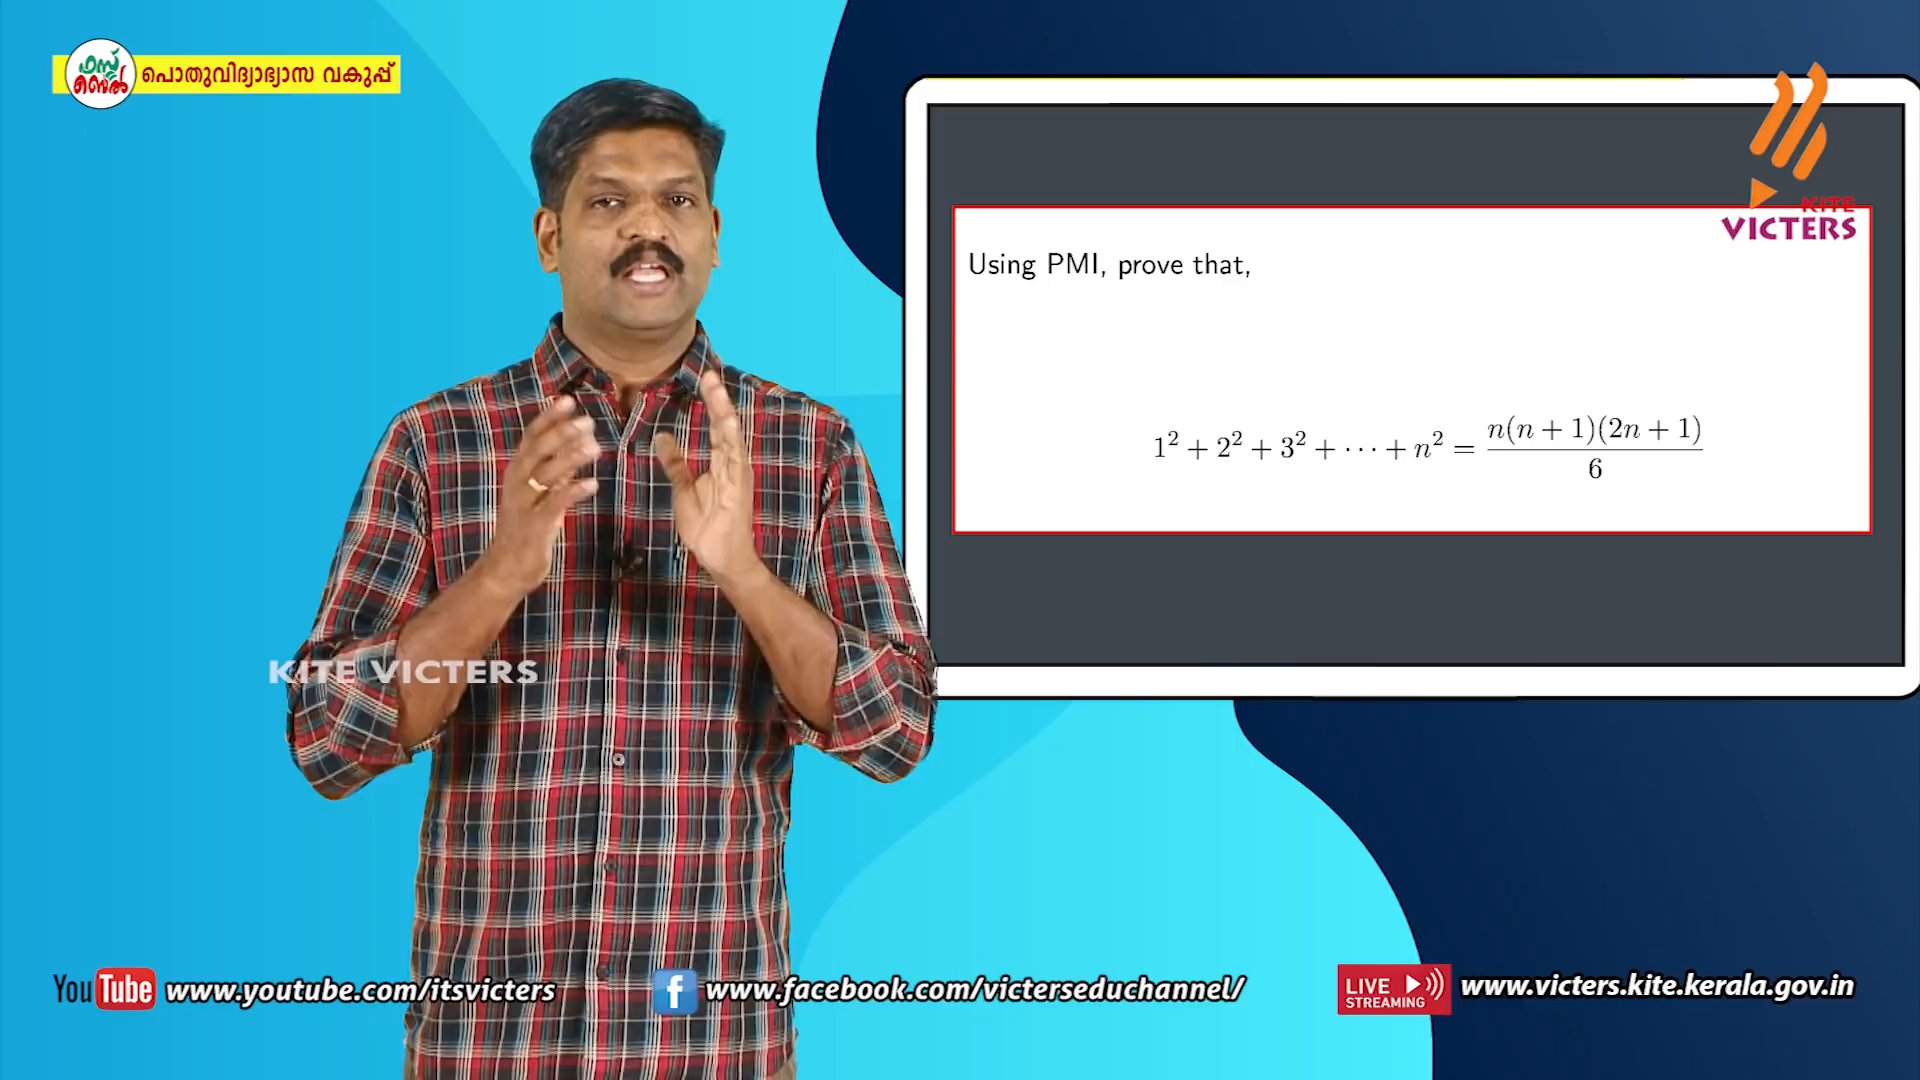 ഫസ്റ്റ് ബെൽ
പൊതുവിദ്യാഭ്യാസ വകുപ്പ്
KITE
VICTERS
Using PMI, prove that,
1² + 2² + 3² + ⋯ + n² = n(n + 1)(2n + 1) / 6
KITE VICTERS
YouTube www.youtube.com/itsvicters
f www.facebook.com/victerseduchannel/
LIVE STREAMING www.victers.kite.kerala.gov.in